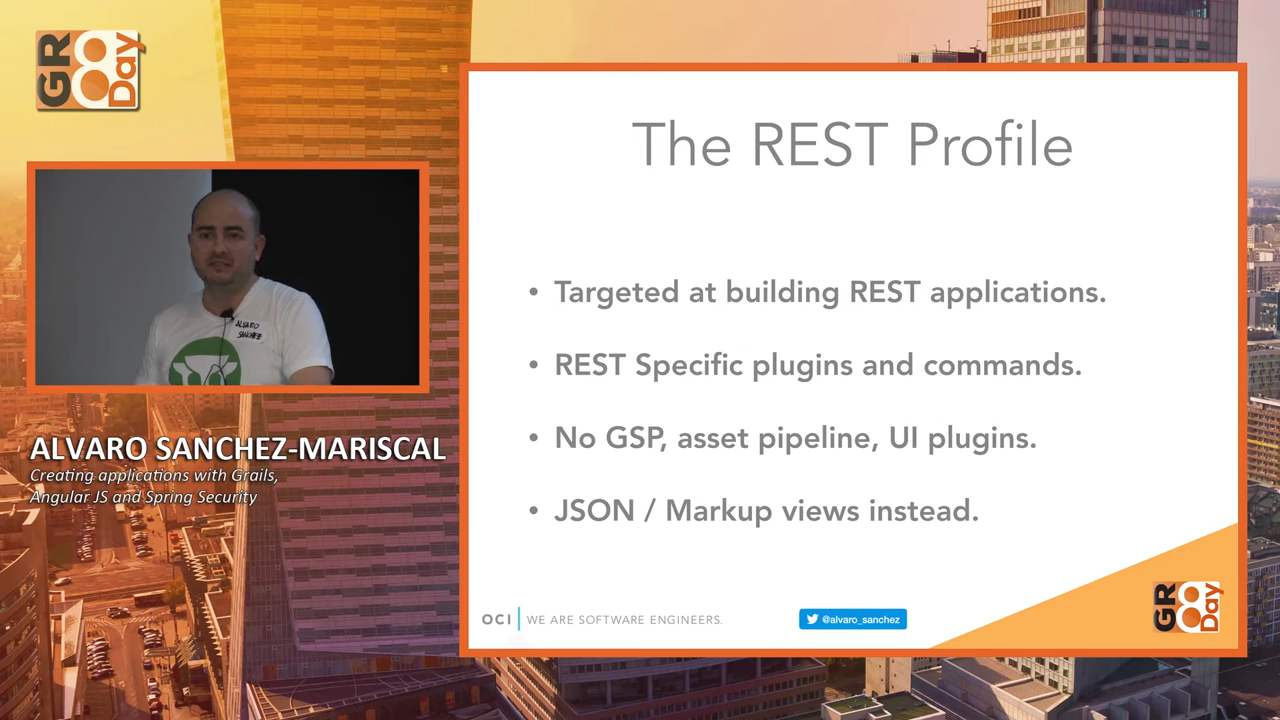 GR8Day
ALVARO
SANCHEZ
ALVARO SANCHEZ-MARISCAL
Creating applications with Grails,
Angular JS and Spring Security
The REST Profile
• Targeted at building REST applications.
• REST Specific plugins and commands.
• No GSP, asset pipeline, UI plugins.
• JSON / Markup views instead.
OCI | WE ARE SOFTWARE ENGINEERS.
@alvaro_sanchez
GR8Day